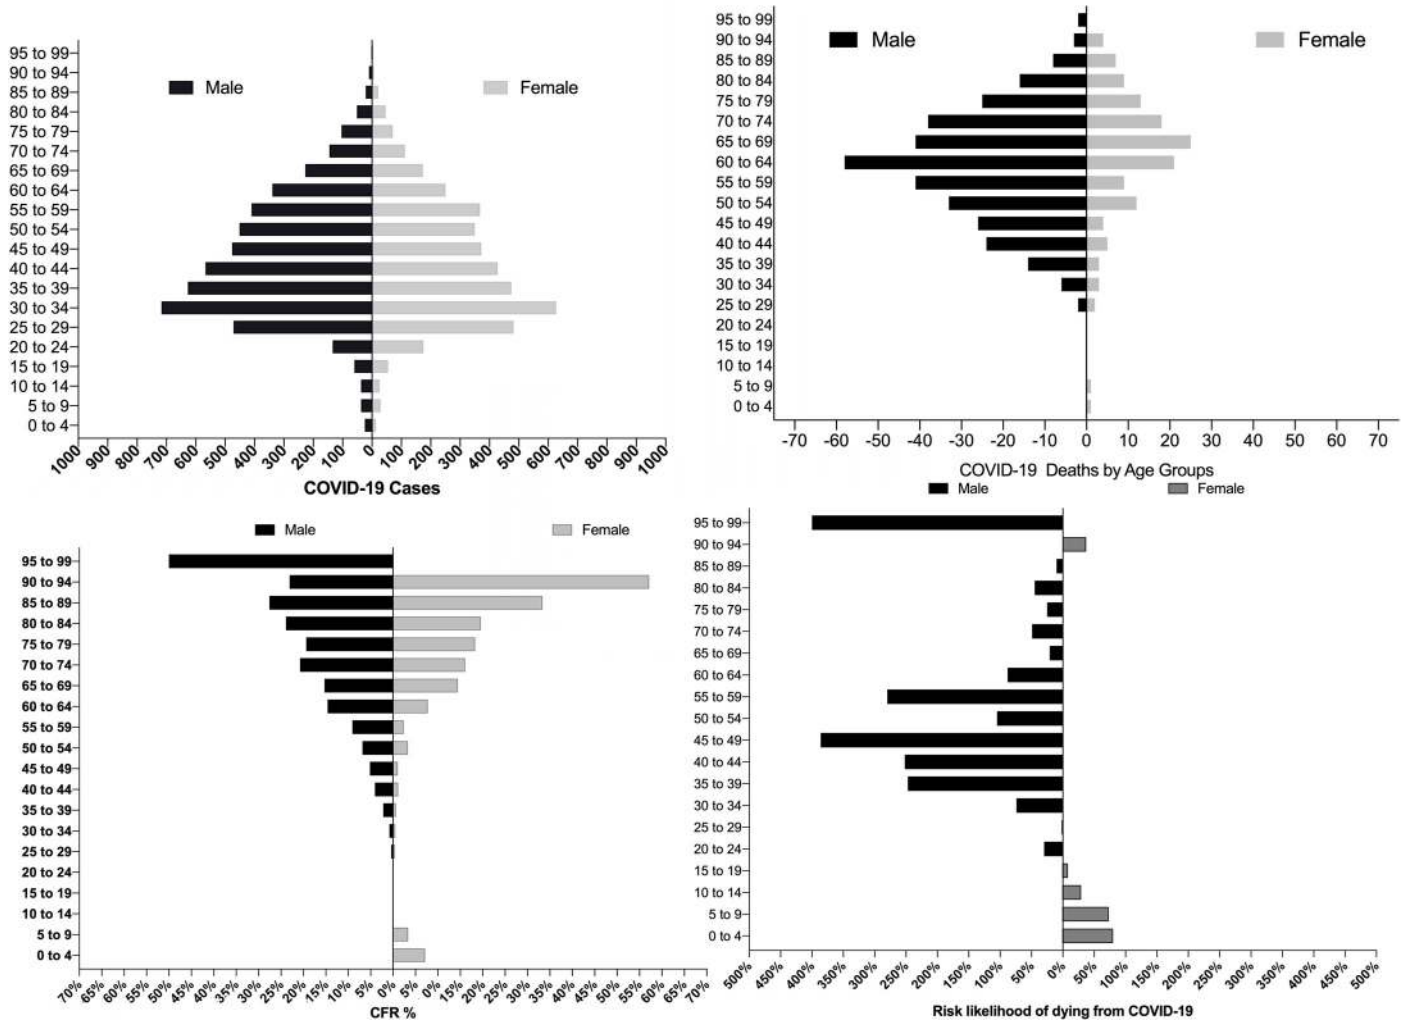 Male
Female
95 to 99
90 to 94
85 to 89
80 to 84
75 to 79
70 to 74
65 to 69
60 to 64
55 to 59
50 to 54
45 to 49
40 to 44
35 to 39
30 to 34
25 to 29
20 to 24
15 to 19
10 to 14
5 to 9
0 to 4
1000 900 800 700 600 500 400 300 200 100 0 100 200 300 400 500 600 700 800 900 1000
COVID-19 Cases
Male
Female
95 to 99
90 to 94
85 to 89
80 to 84
75 to 79
70 to 74
65 to 69
60 to 64
55 to 59
50 to 54
45 to 49
40 to 44
35 to 39
30 to 34
25 to 29
20 to 24
15 to 19
10 to 14
5 to 9
0 to 4
-70 -60 -50 -40 -30 -20 -10 0 10 20 30 40 50 60 70
COVID-19 Deaths by Age Groups
Male
Female
95 to 99
90 to 94
85 to 89
80 to 84
75 to 79
70 to 74
65 to 69
60 to 64
55 to 59
50 to 54
45 to 49
40 to 44
35 to 39
30 to 34
25 to 29
20 to 24
15 to 19
10 to 14
5 to 9
0 to 4
70% 65% 60% 55% 50% 45% 40% 35% 30% 25% 20% 15% 10% 5% 0% 5% 0% 15% 20% 25% 30% 35% 40% 45% 50% 55% 60% 65% 70%
CFR %
Male
Female
95 to 99
90 to 94
85 to 89
80 to 84
75 to 79
70 to 74
65 to 69
60 to 64
55 to 59
50 to 54
45 to 49
40 to 44
35 to 39
30 to 34
25 to 29
20 to 24
15 to 19
10 to 14
5 to 9
0 to 4
500% 450% 400% 350% 300% 250% 200% 150% 100% 50% 0% 50% 100% 150% 200% 250% 300% 350% 400% 450% 500%
Risk likelihood of dying from COVID-19